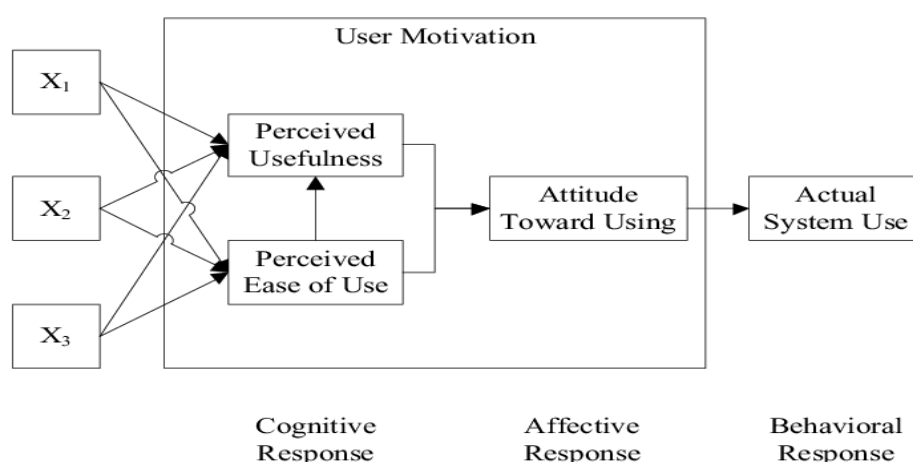 User Motivation
X₁
Perceived
Usefulness
X₂
Attitude
Toward Using
Actual
System Use
Perceived
Ease of Use
X₃
Cognitive
Response
Affective
Response
Behavioral
Response